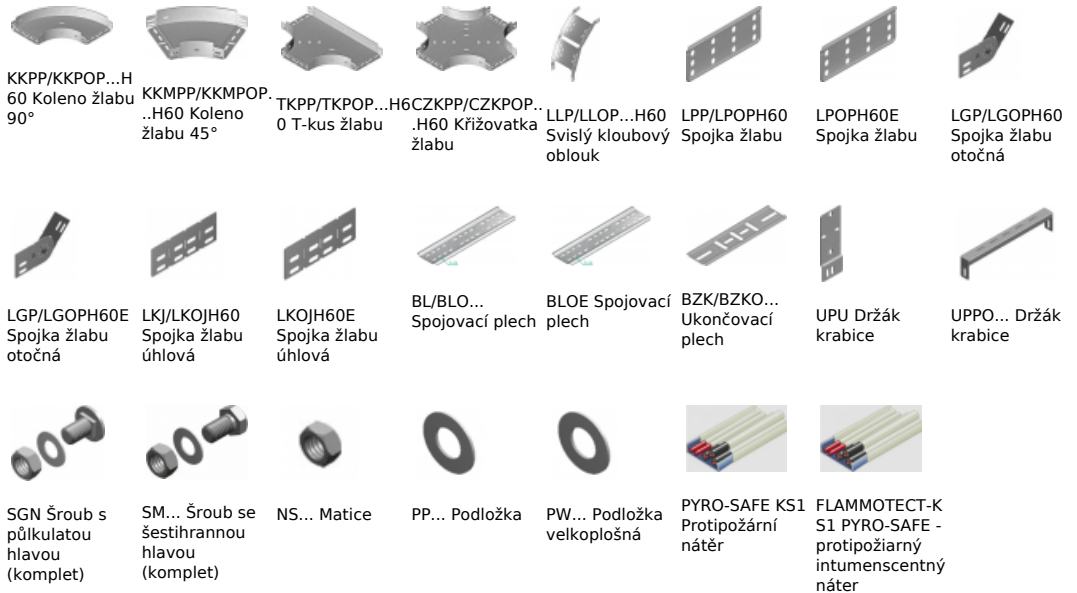 KKPP/KKPOP...H
60 Koleno žlabu
90°
KKMPP/KKMPOP.
..H60 Koleno
žlabu 45°
TKPP/TKPOP...H6
0 T-kus žlabu
CZKPP/CZKPOP..
.H60 Křižovatka
žlabu
LLP/LLOP...H60
Svislý kloubový
oblouk
LPP/LPOPH60
Spojka žlabu
LPOPH60E
Spojka žlabu
LGP/LGOPH60
Spojka žlabu
otočná
LGP/LGOPH60E
Spojka žlabu
otočná
LKJ/LKOJH60
Spojka žlabu
úhlová
LKOJH60E
Spojka žlabu
úhlová
BL/BLO...
Spojovací plech
BLOE Spojovací
plech
BZK/BZKO...
Ukončovací
plech
UPU Držák
krabice
UPPO... Držák
krabice
SGN Šroub s
půlkulatou
hlavou
(komplet)
SM... Šroub se
šestihrannou
hlavou
(komplet)
NS... Matice
PP... Podložka
PW... Podložka
velkoplošná
PYRO-SAFE KS1
Protipožární
nátěr
FLAMMOTECT-K
S1 PYRO-SAFE -
protipožiarný
intumenscentný
náter